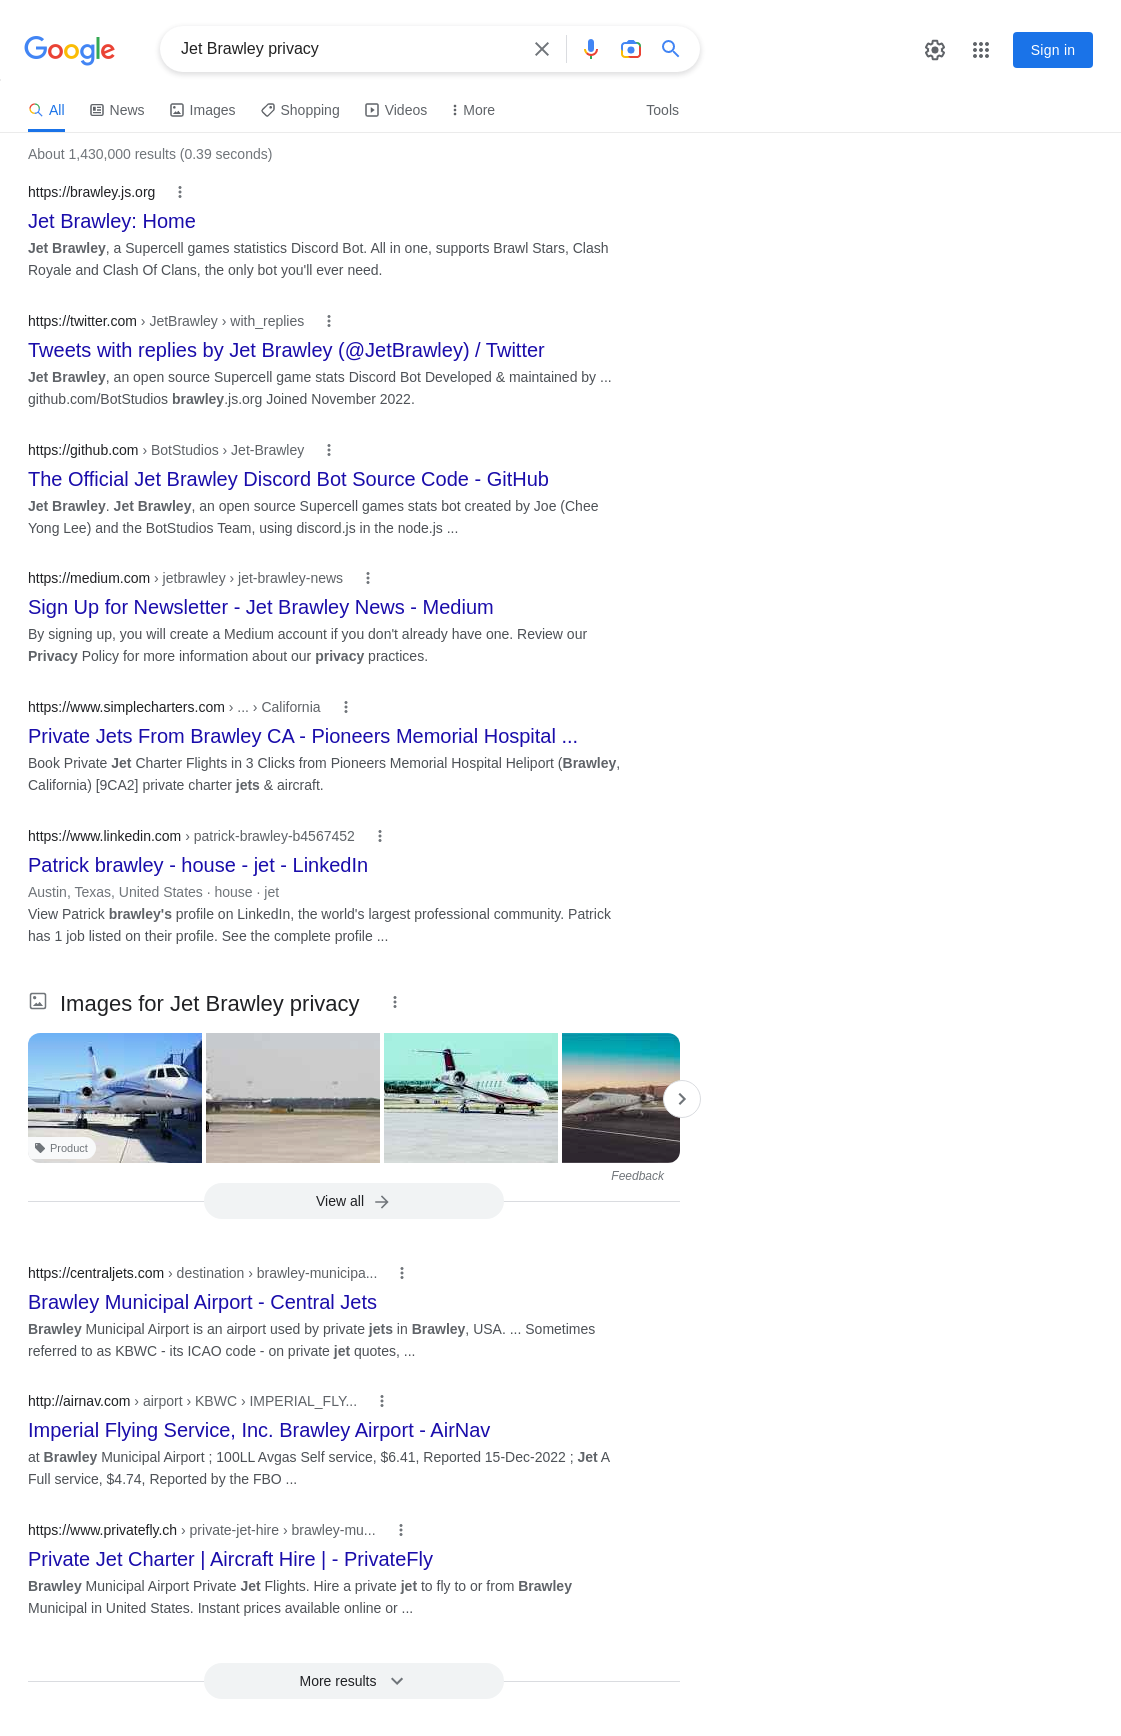 Google
Jet Brawley privacy
Sign in
All
News
Images
Shopping
Videos
More
Tools
About 1,430,000 results (0.39 seconds)
https://brawley.js.org
Jet Brawley: Home
Jet Brawley, a Supercell games statistics Discord Bot. All in one, supports Brawl Stars, Clash
Royale and Clash Of Clans, the only bot you'll ever need.
https://twitter.com › JetBrawley › with_replies
Tweets with replies by Jet Brawley (@JetBrawley) / Twitter
Jet Brawley, an open source Supercell game stats Discord Bot Developed & maintained by ...
github.com/BotStudios brawley.js.org Joined November 2022.
https://github.com › BotStudios › Jet-Brawley
The Official Jet Brawley Discord Bot Source Code - GitHub
Jet Brawley. Jet Brawley, an open source Supercell games stats bot created by Joe (Chee
Yong Lee) and the BotStudios Team, using discord.js in the node.js ...
https://medium.com › jetbrawley › jet-brawley-news
Sign Up for Newsletter - Jet Brawley News - Medium
By signing up, you will create a Medium account if you don't already have one. Review our
Privacy Policy for more information about our privacy practices.
https://www.simplecharters.com › ... › California
Private Jets From Brawley CA - Pioneers Memorial Hospital ...
Book Private Jet Charter Flights in 3 Clicks from Pioneers Memorial Hospital Heliport (Brawley,
California) [9CA2] private charter jets & aircraft.
https://www.linkedin.com › patrick-brawley-b4567452
Patrick brawley - house - jet - LinkedIn
Austin, Texas, United States · house · jet
View Patrick brawley's profile on LinkedIn, the world's largest professional community. Patrick
has 1 job listed on their profile. See the complete profile ...
Images for Jet Brawley privacy
Product
Feedback
View all
https://centraljets.com › destination › brawley-municipa...
Brawley Municipal Airport - Central Jets
Brawley Municipal Airport is an airport used by private jets in Brawley, USA. ... Sometimes
referred to as KBWC - its ICAO code - on private jet quotes, ...
http://airnav.com › airport › KBWC › IMPERIAL_FLY...
Imperial Flying Service, Inc. Brawley Airport - AirNav
at Brawley Municipal Airport ; 100LL Avgas Self service, $6.41, Reported 15-Dec-2022 ; Jet A
Full service, $4.74, Reported by the FBO ...
https://www.privatefly.ch › private-jet-hire › brawley-mu...
Private Jet Charter | Aircraft Hire | - PrivateFly
Brawley Municipal Airport Private Jet Flights. Hire a private jet to fly to or from Brawley
Municipal in United States. Instant prices available online or ...
More results